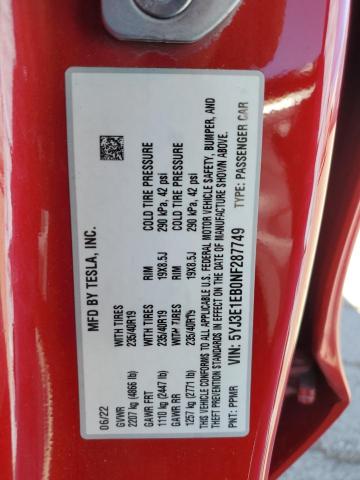 MFD BY TESLA, INC.
06/22
GVWR
2207 kg (4866 lb) WITH TIRES 235/40R19 RIM 19X8.5J COLD TIRE PRESSURE 290 kPa, 42 psi
GAWR FRT
1110 kg (2447 lb) WITH TIRES 235/40R19 RIM 19X8.5J COLD TIRE PRESSURE 290 kPa, 42 psi
GAWR RR
1257 kg (2771 lb)
THIS VEHICLE CONFORMS TO ALL APPLICABLE
U.S. FEDERAL MOTOR VEHICLE SAFETY, BUMPER, AND
THEFT PREVENTION STANDARDS IN EFFECT ON THE DATE
OF MANUFACTURE SHOWN ABOVE.
VIN: 5YJ3E1EB0NF287749 TYPE: PASSENGER CAR
PNT: PPMR